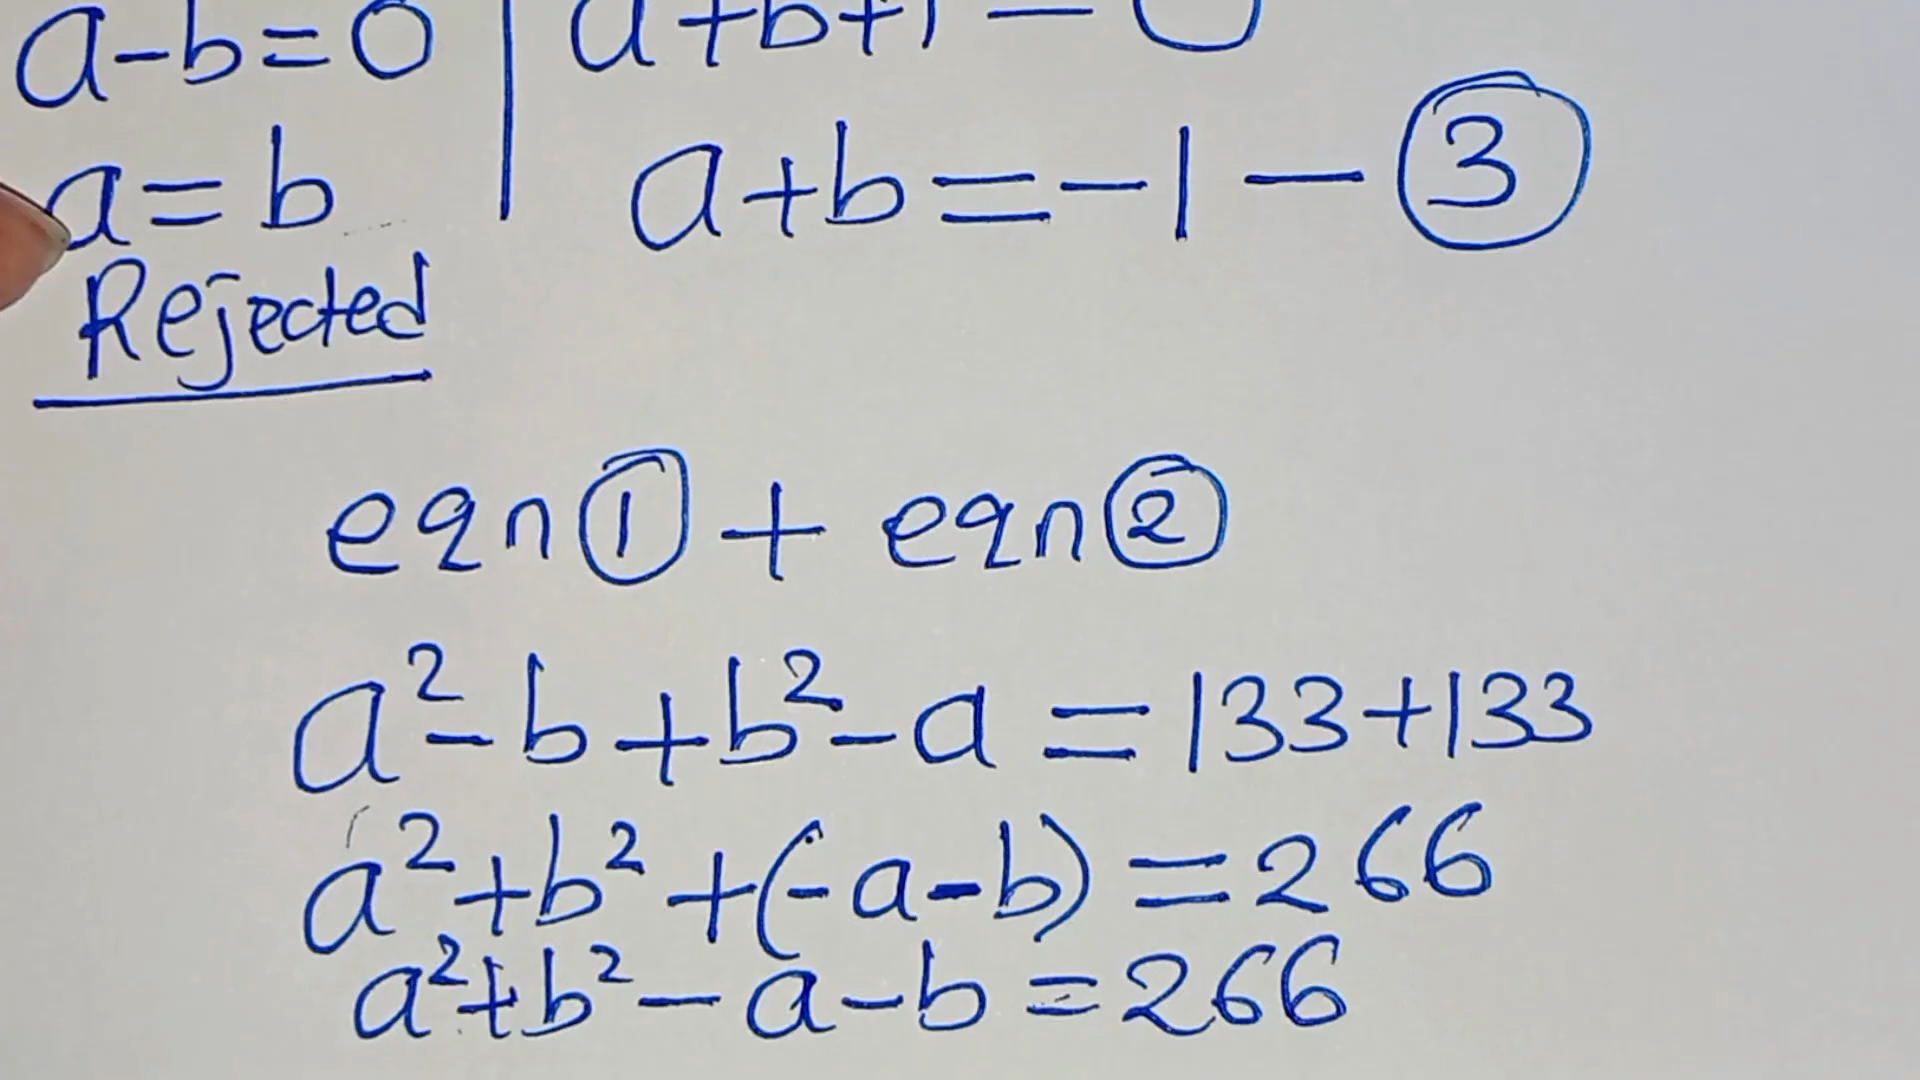 a-b=0 | a+b+1 = 0
a=b | a+b=-1 - ③
Rejected
eqn① + eqn②
a²-b+b²-a = 133+133
a²+b²+(-a-b) = 266
a²+b²-a-b=266